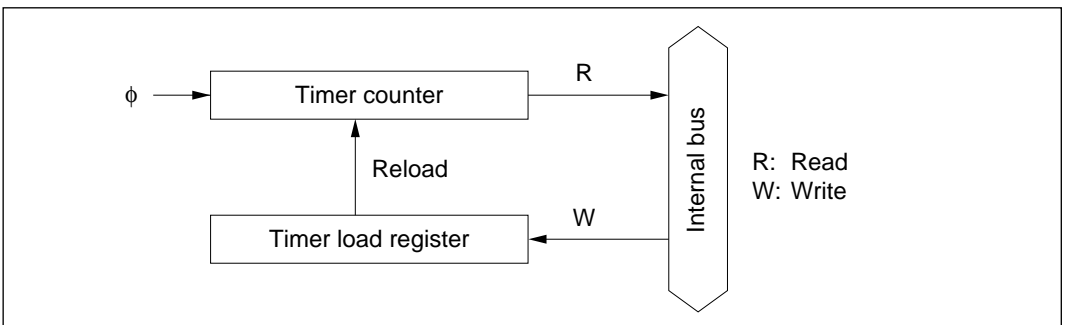 R
ϕ
Timer counter
Reload
Internal bus
R: Read
W: Write
W
Timer load register